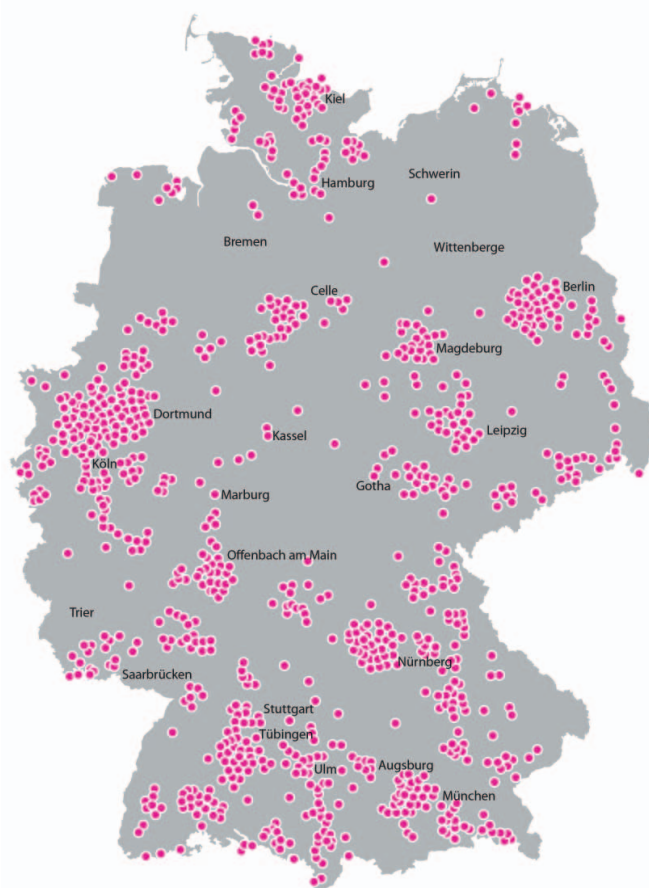 Kiel
Schwerin
Hamburg
Bremen
Wittenberge
Berlin
Celle
Magdeburg
Dortmund
Leipzig
Kassel
Köln
Gotha
Marburg
Offenbach am Main
Trier
Nürnberg
Saarbrücken
Stuttgart
Tübingen
Augsburg
Ulm
München